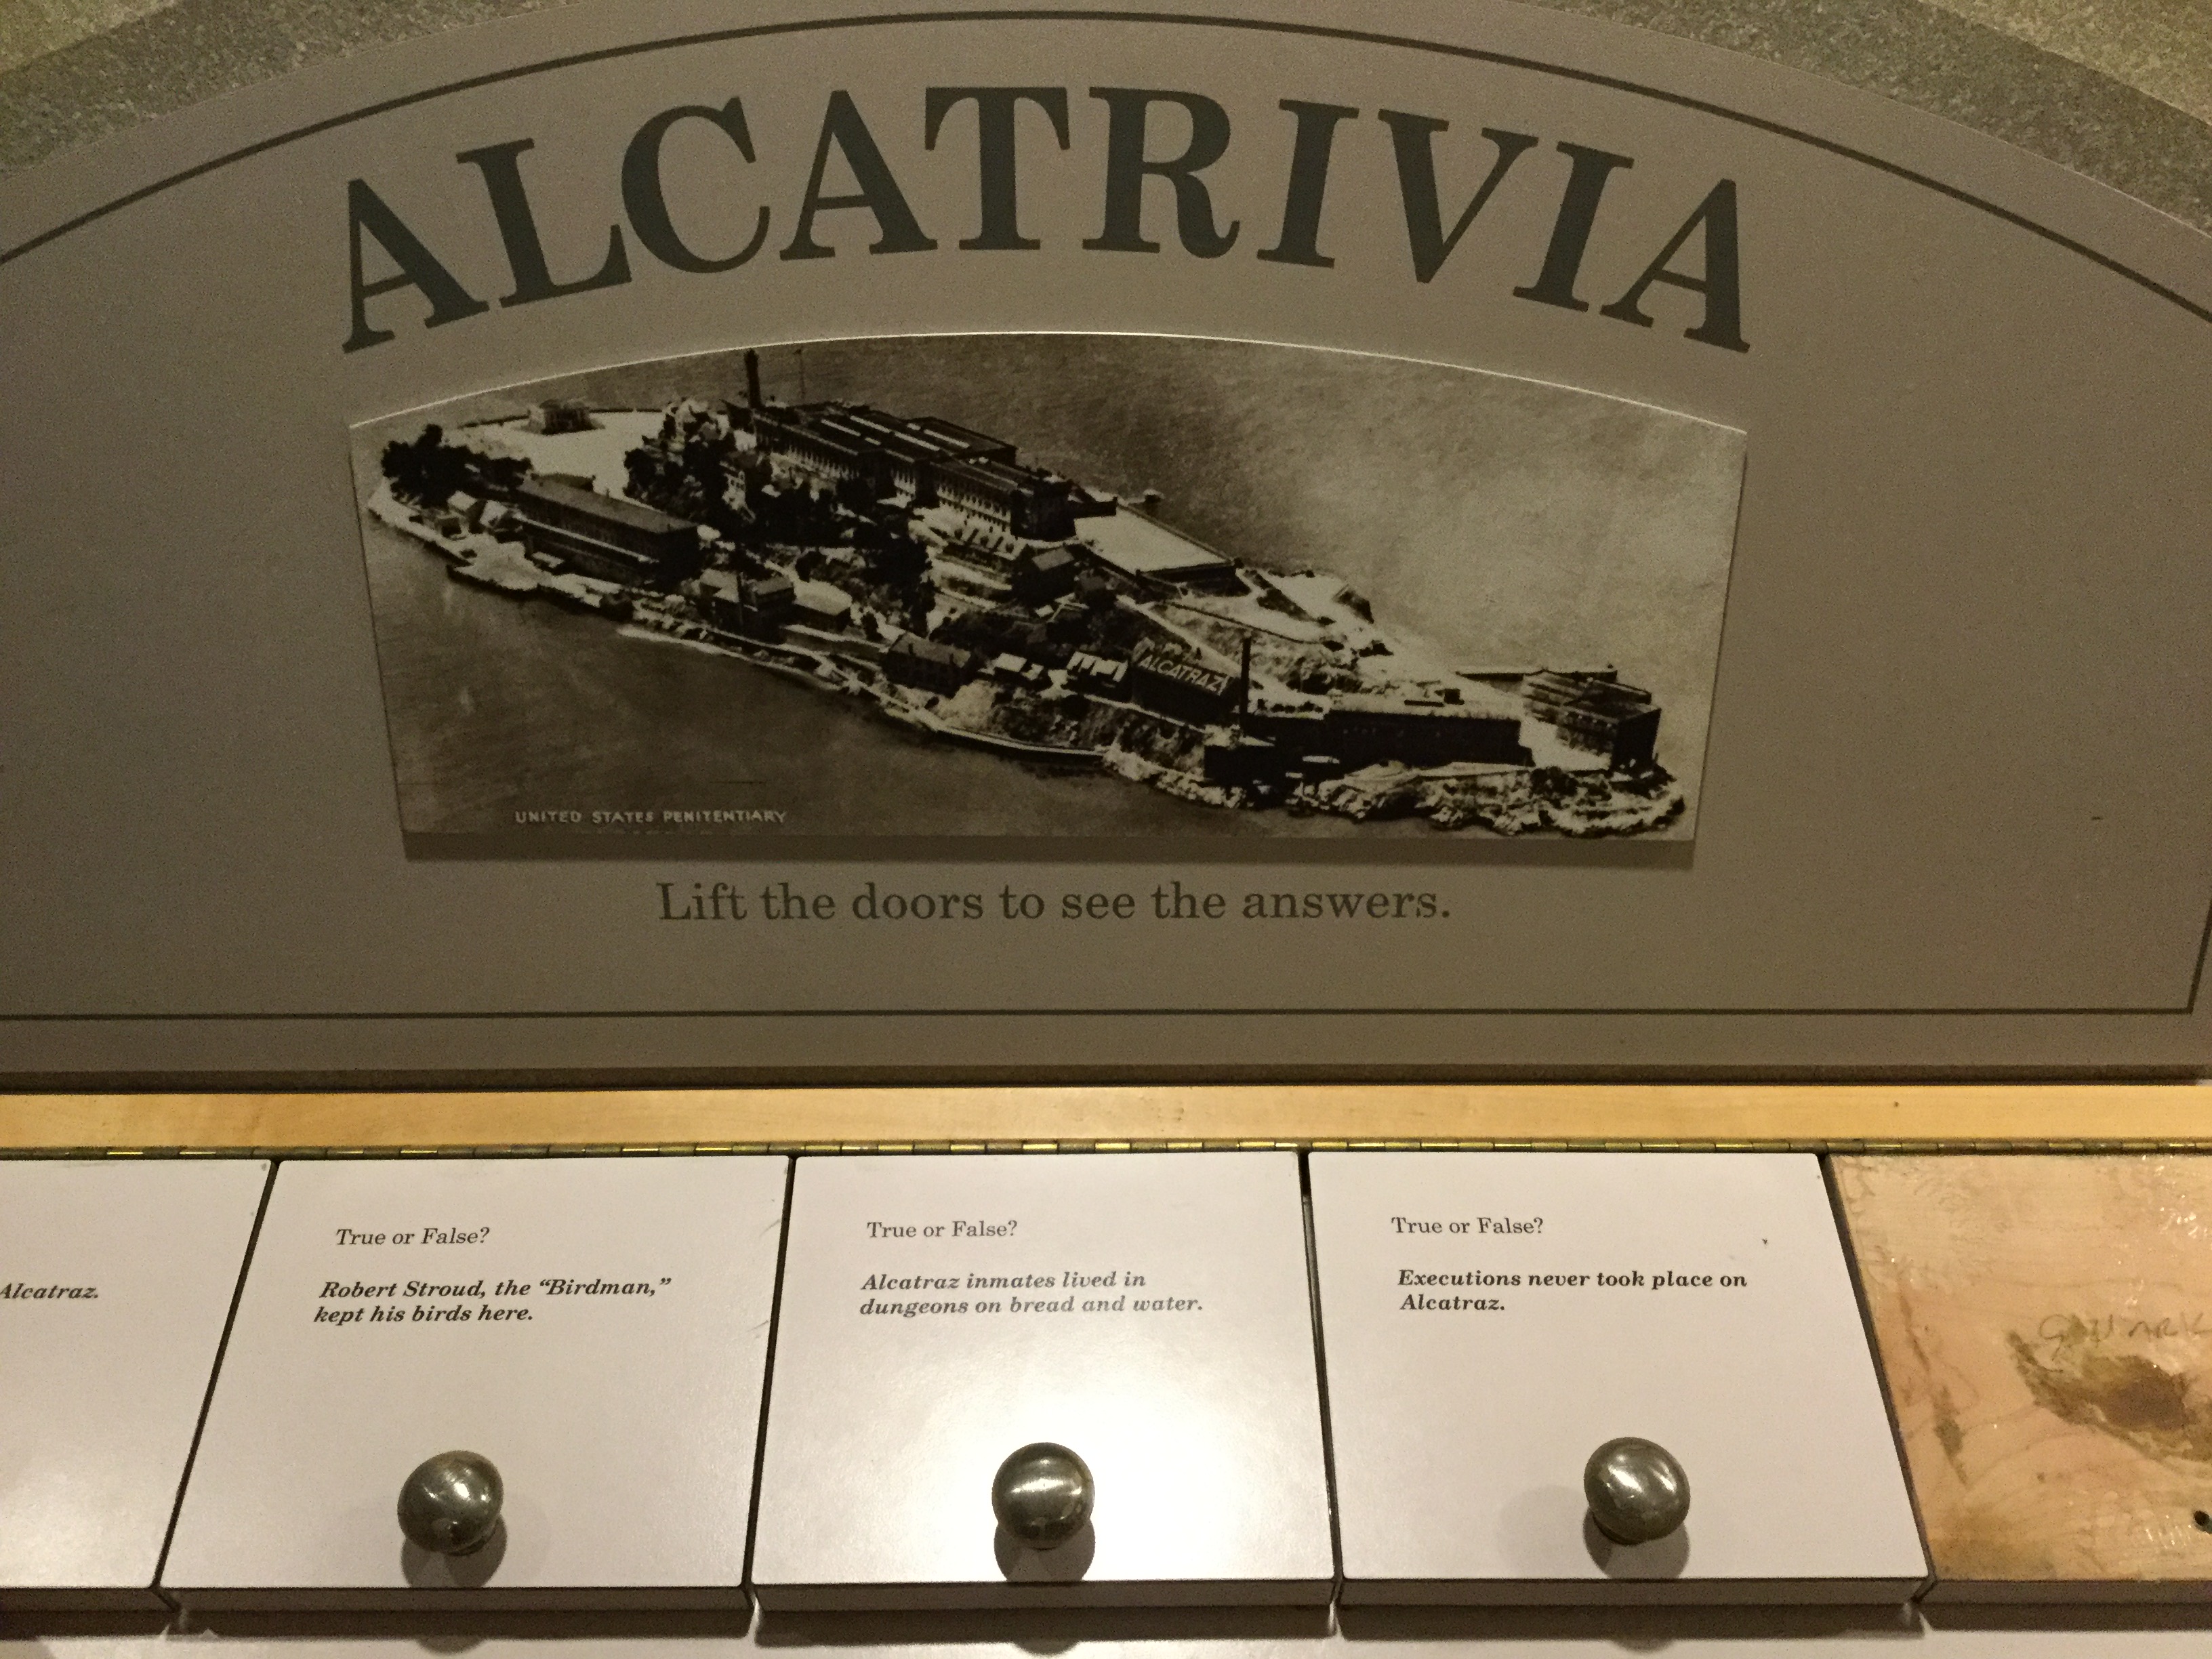 ALCATRIVIA
ALCATRAZ
UNITED STATES PENITENTIARY
Lift the doors to see the answers.
Alcatraz.
True or False?
Robert Stroud, the “Birdman,”
kept his birds here.
True or False?
Alcatraz inmates lived in
dungeons on bread and water.
True or False?
Executions never took place on
Alcatraz.